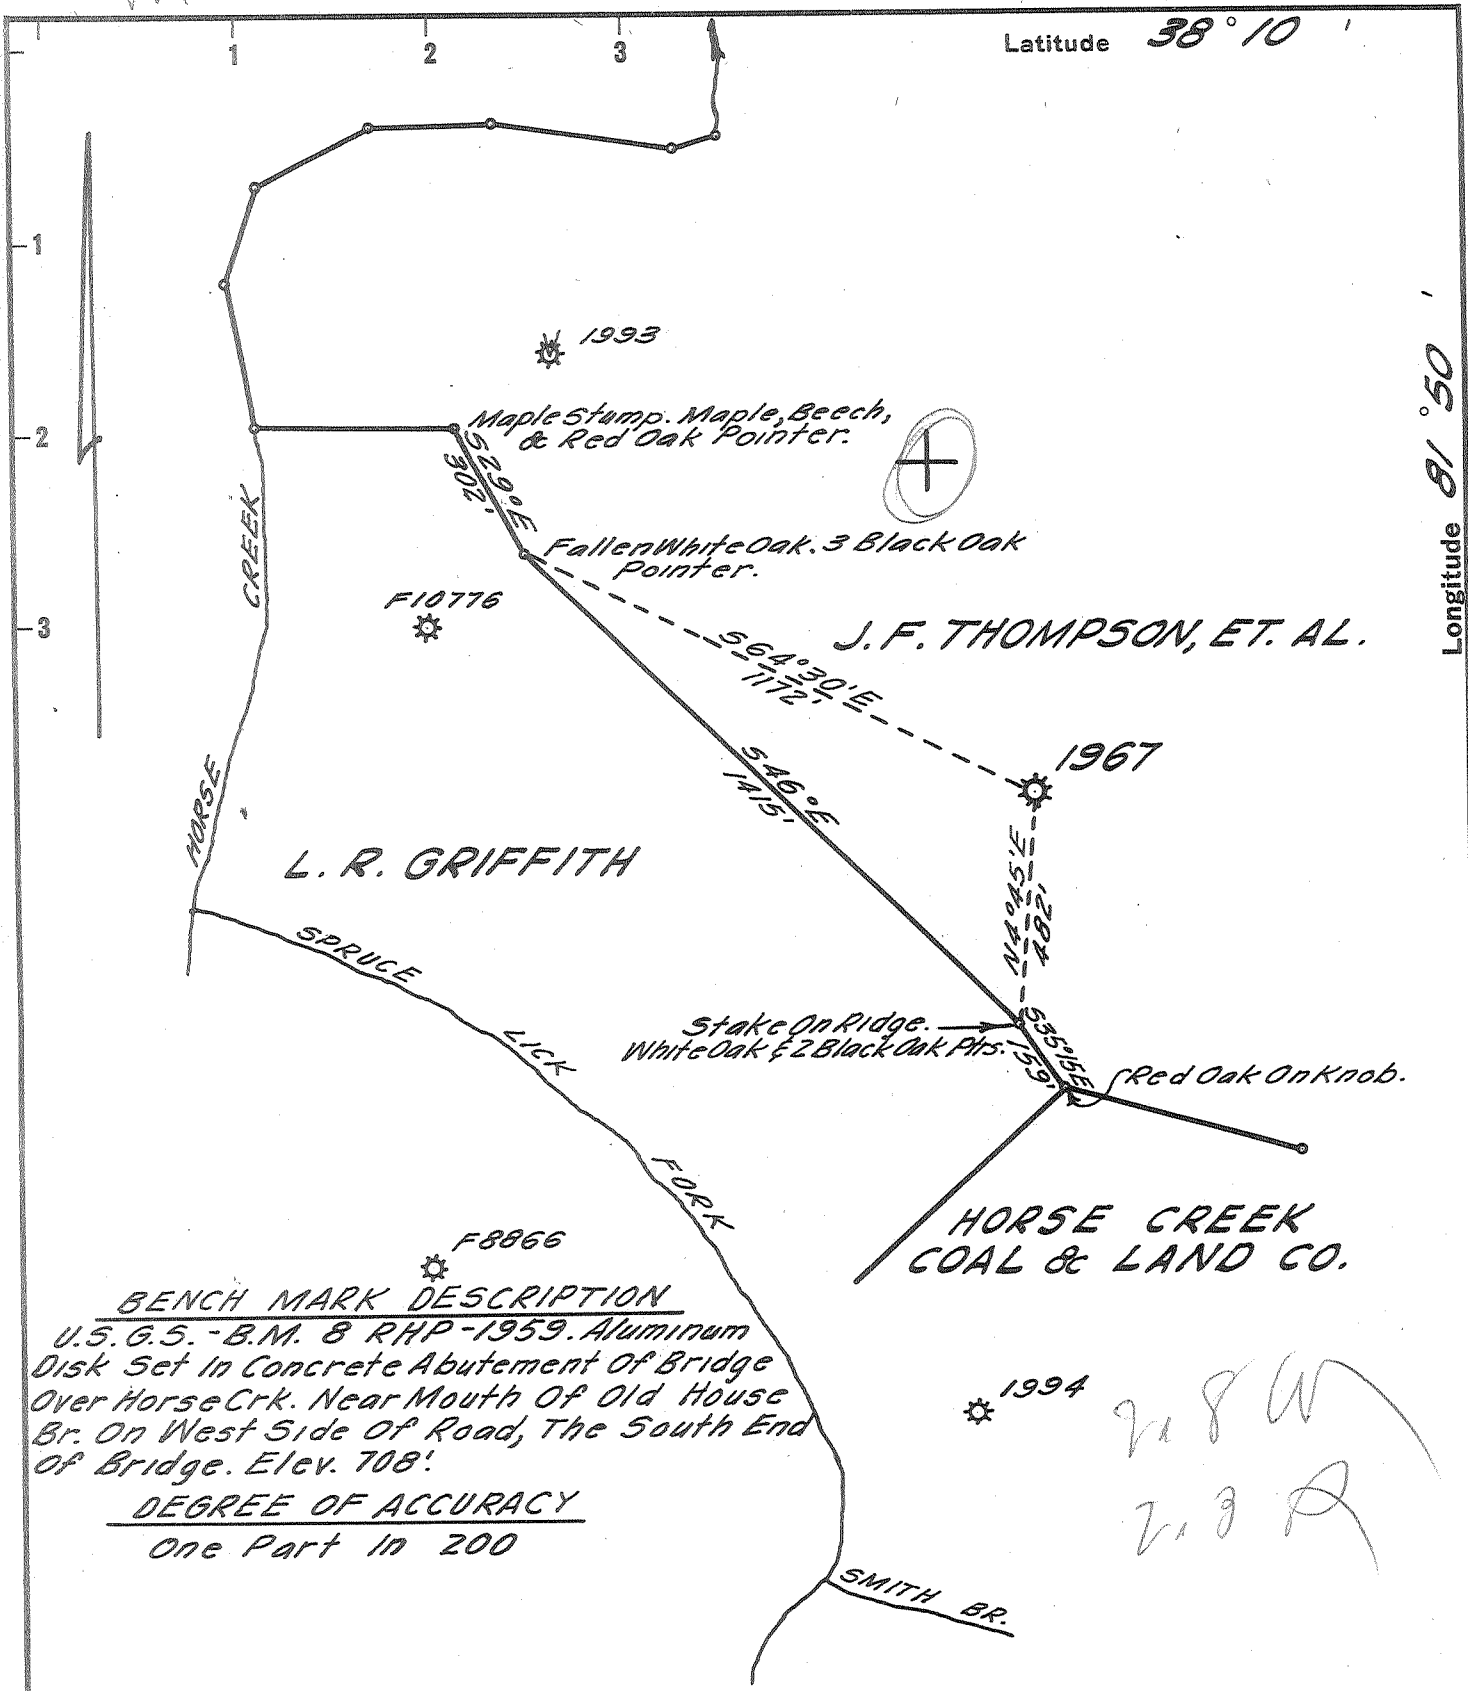 1 2 3 Latitude 38° 10 '
1
2
3
Longitude 81° 50 '
1993
Maple Stump. Maple, Beech,
& Red Oak Pointer.
S29°E
302'
Fallen White Oak. 3 Black Oak
Pointer.
F10776
J. F. THOMPSON, ET. AL.
S64°30'E
1172'
1967
S46°E
1415'
N4°45'E
482'
HORSE CREEK
L. R. GRIFFITH
SPRUCE LICK FORK
Stake On Ridge.
White Oak & 2 Black Oak Ptrs.
S35°15'E
159'
Red Oak On Knob.
HORSE CREEK
COAL & LAND CO.
F8866
BENCH MARK DESCRIPTION
U.S.G.S. - B.M. 8 RHP - 1959. Aluminum
Disk Set In Concrete Abutement Of Bridge
Over Horse Crk. Near Mouth Of Old House
Br. On West Side Of Road, The South End
Of Bridge. Elev. 708'.
DEGREE OF ACCURACY
One Part In 200
1994
SMITH BR.